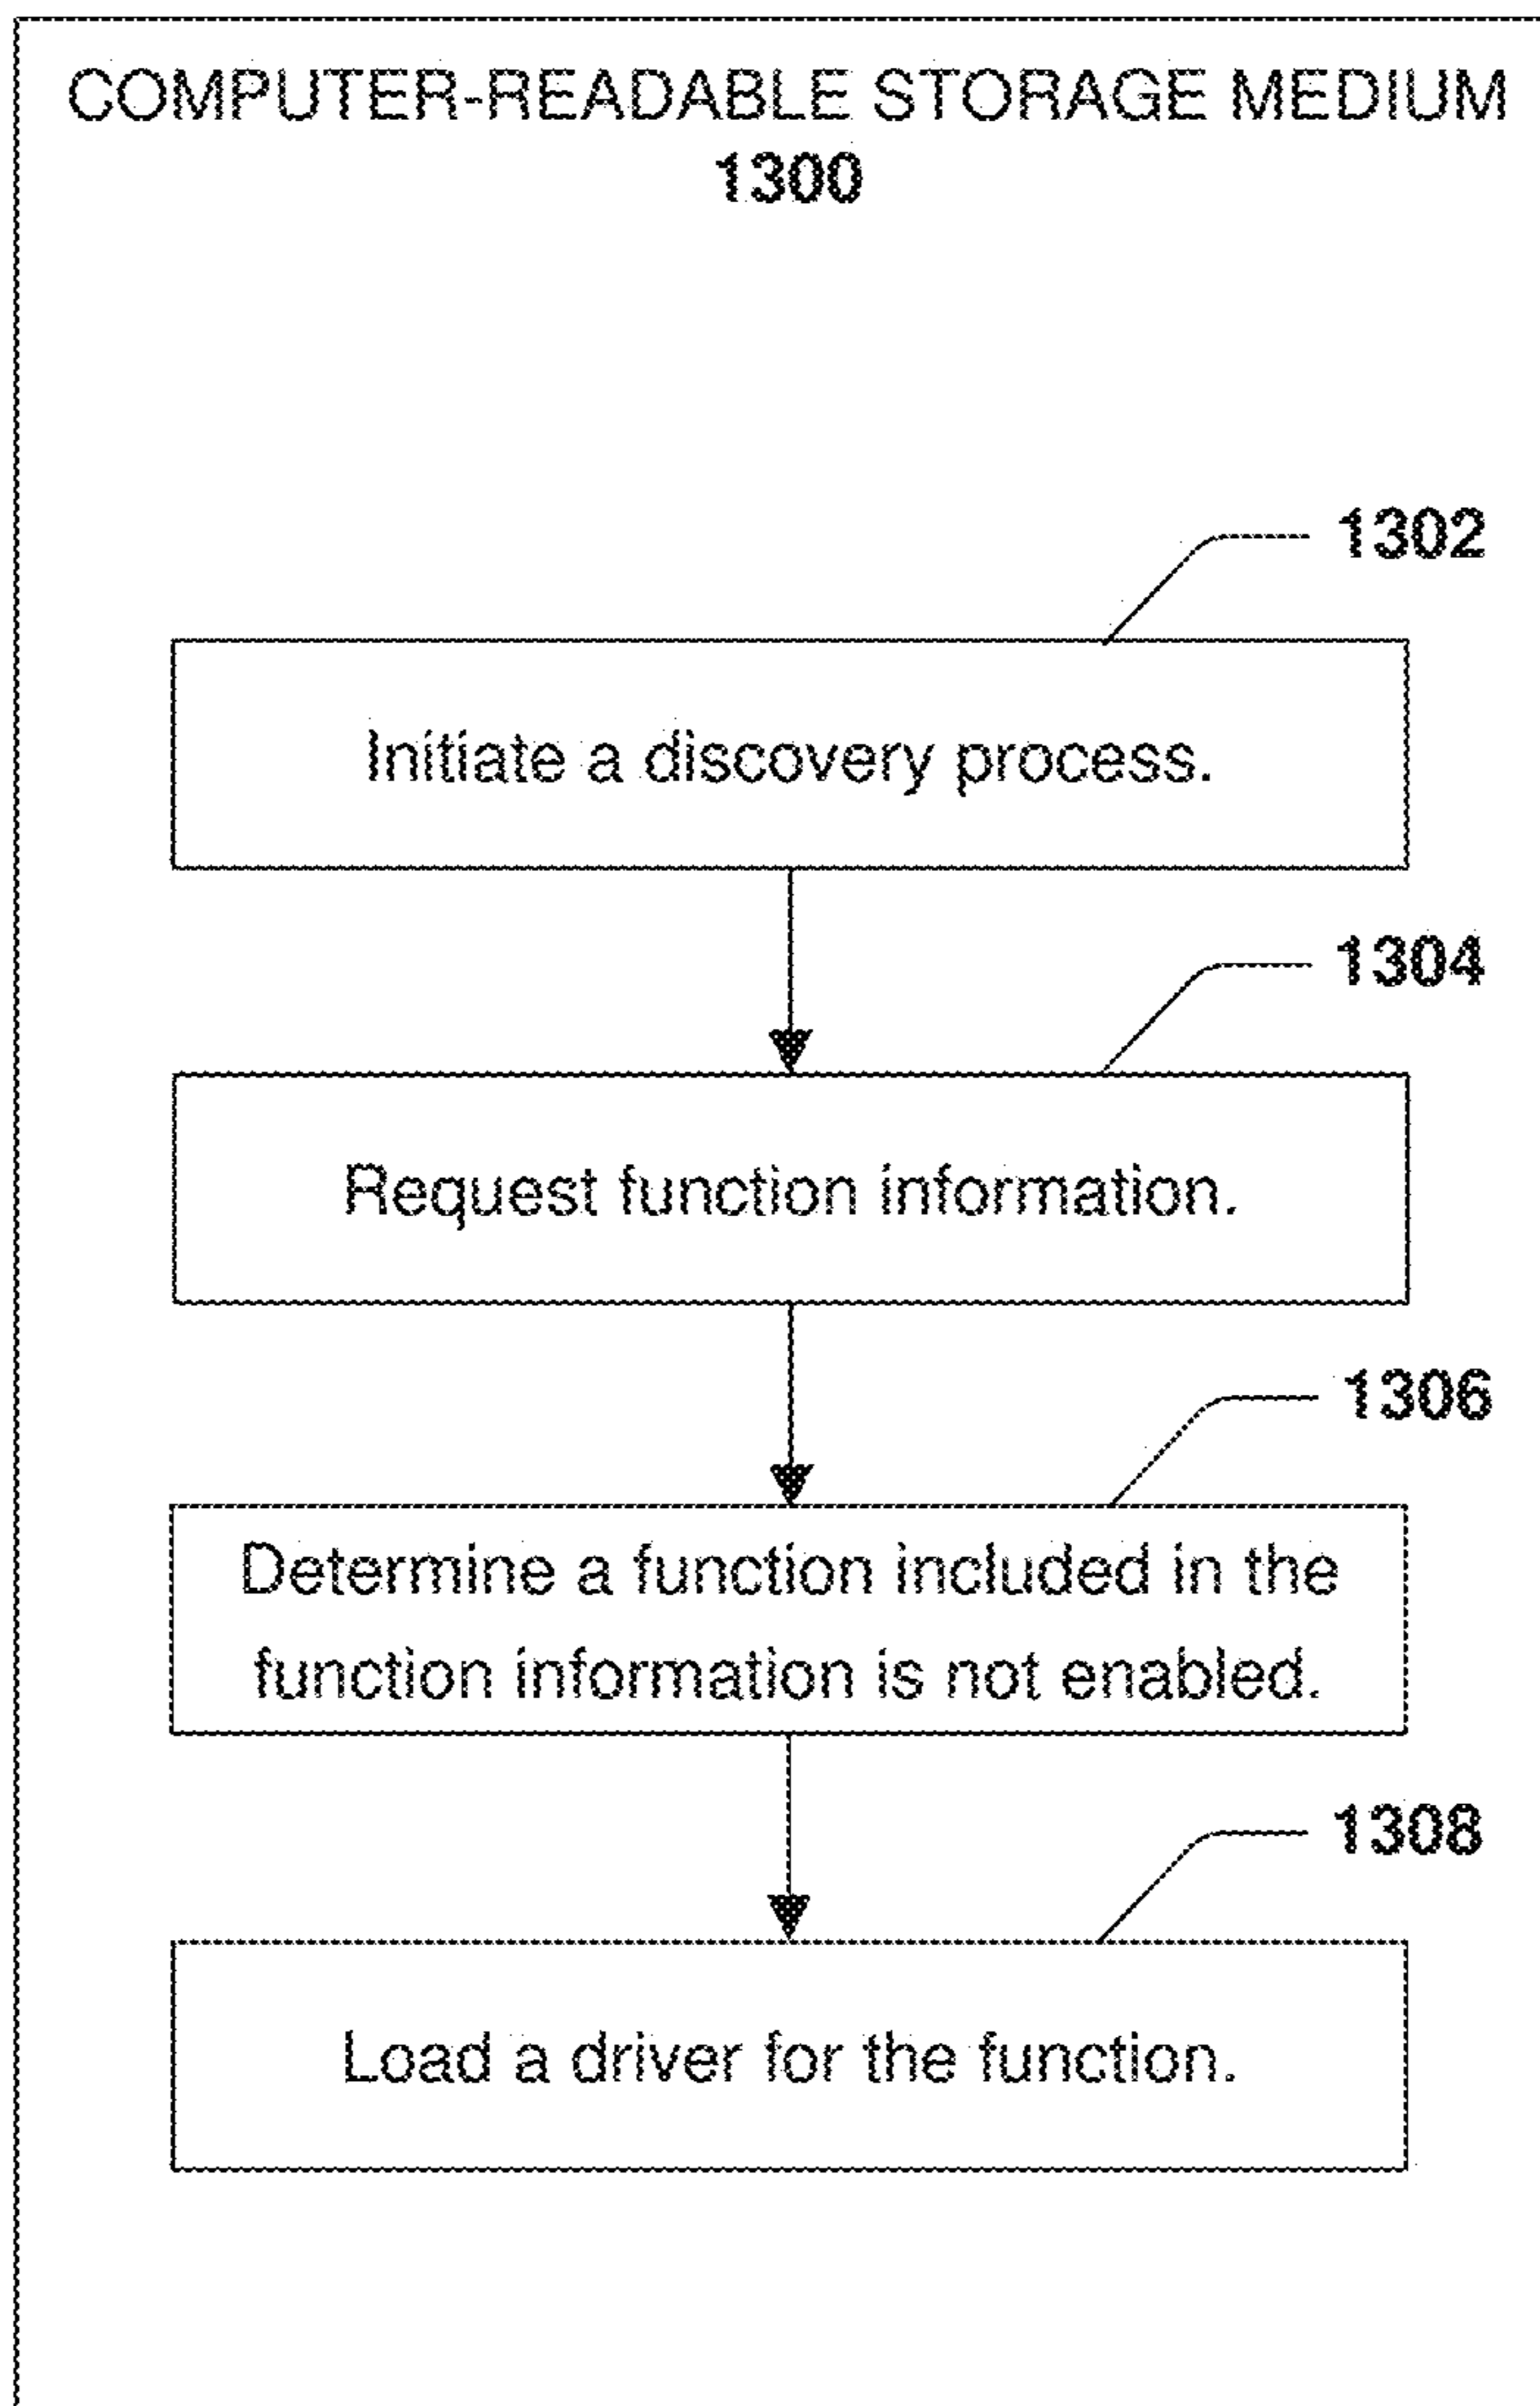 COMPUTER-READABLE STORAGE MEDIUM
1300
1302
Initiate a discovery process.
1304
Request function information.
1306
Determine a function included in the
function information is not enabled.
1308
Load a driver for the function.